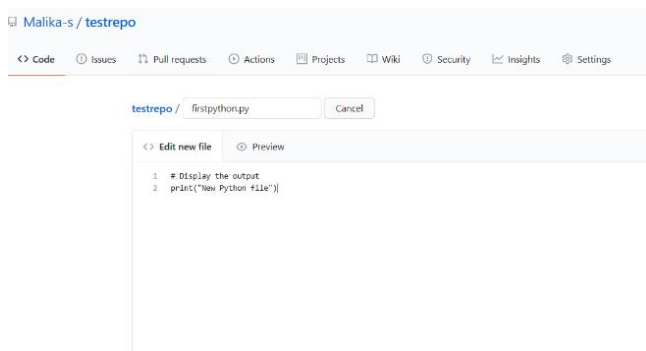 Malika-s / testrepo
<> Code Issues Pull requests Actions Projects Wiki Security Insights Settings
testrepo / firstpython.py Cancel
<> Edit new file Preview
1 # Display the output
2 print("New Python file")